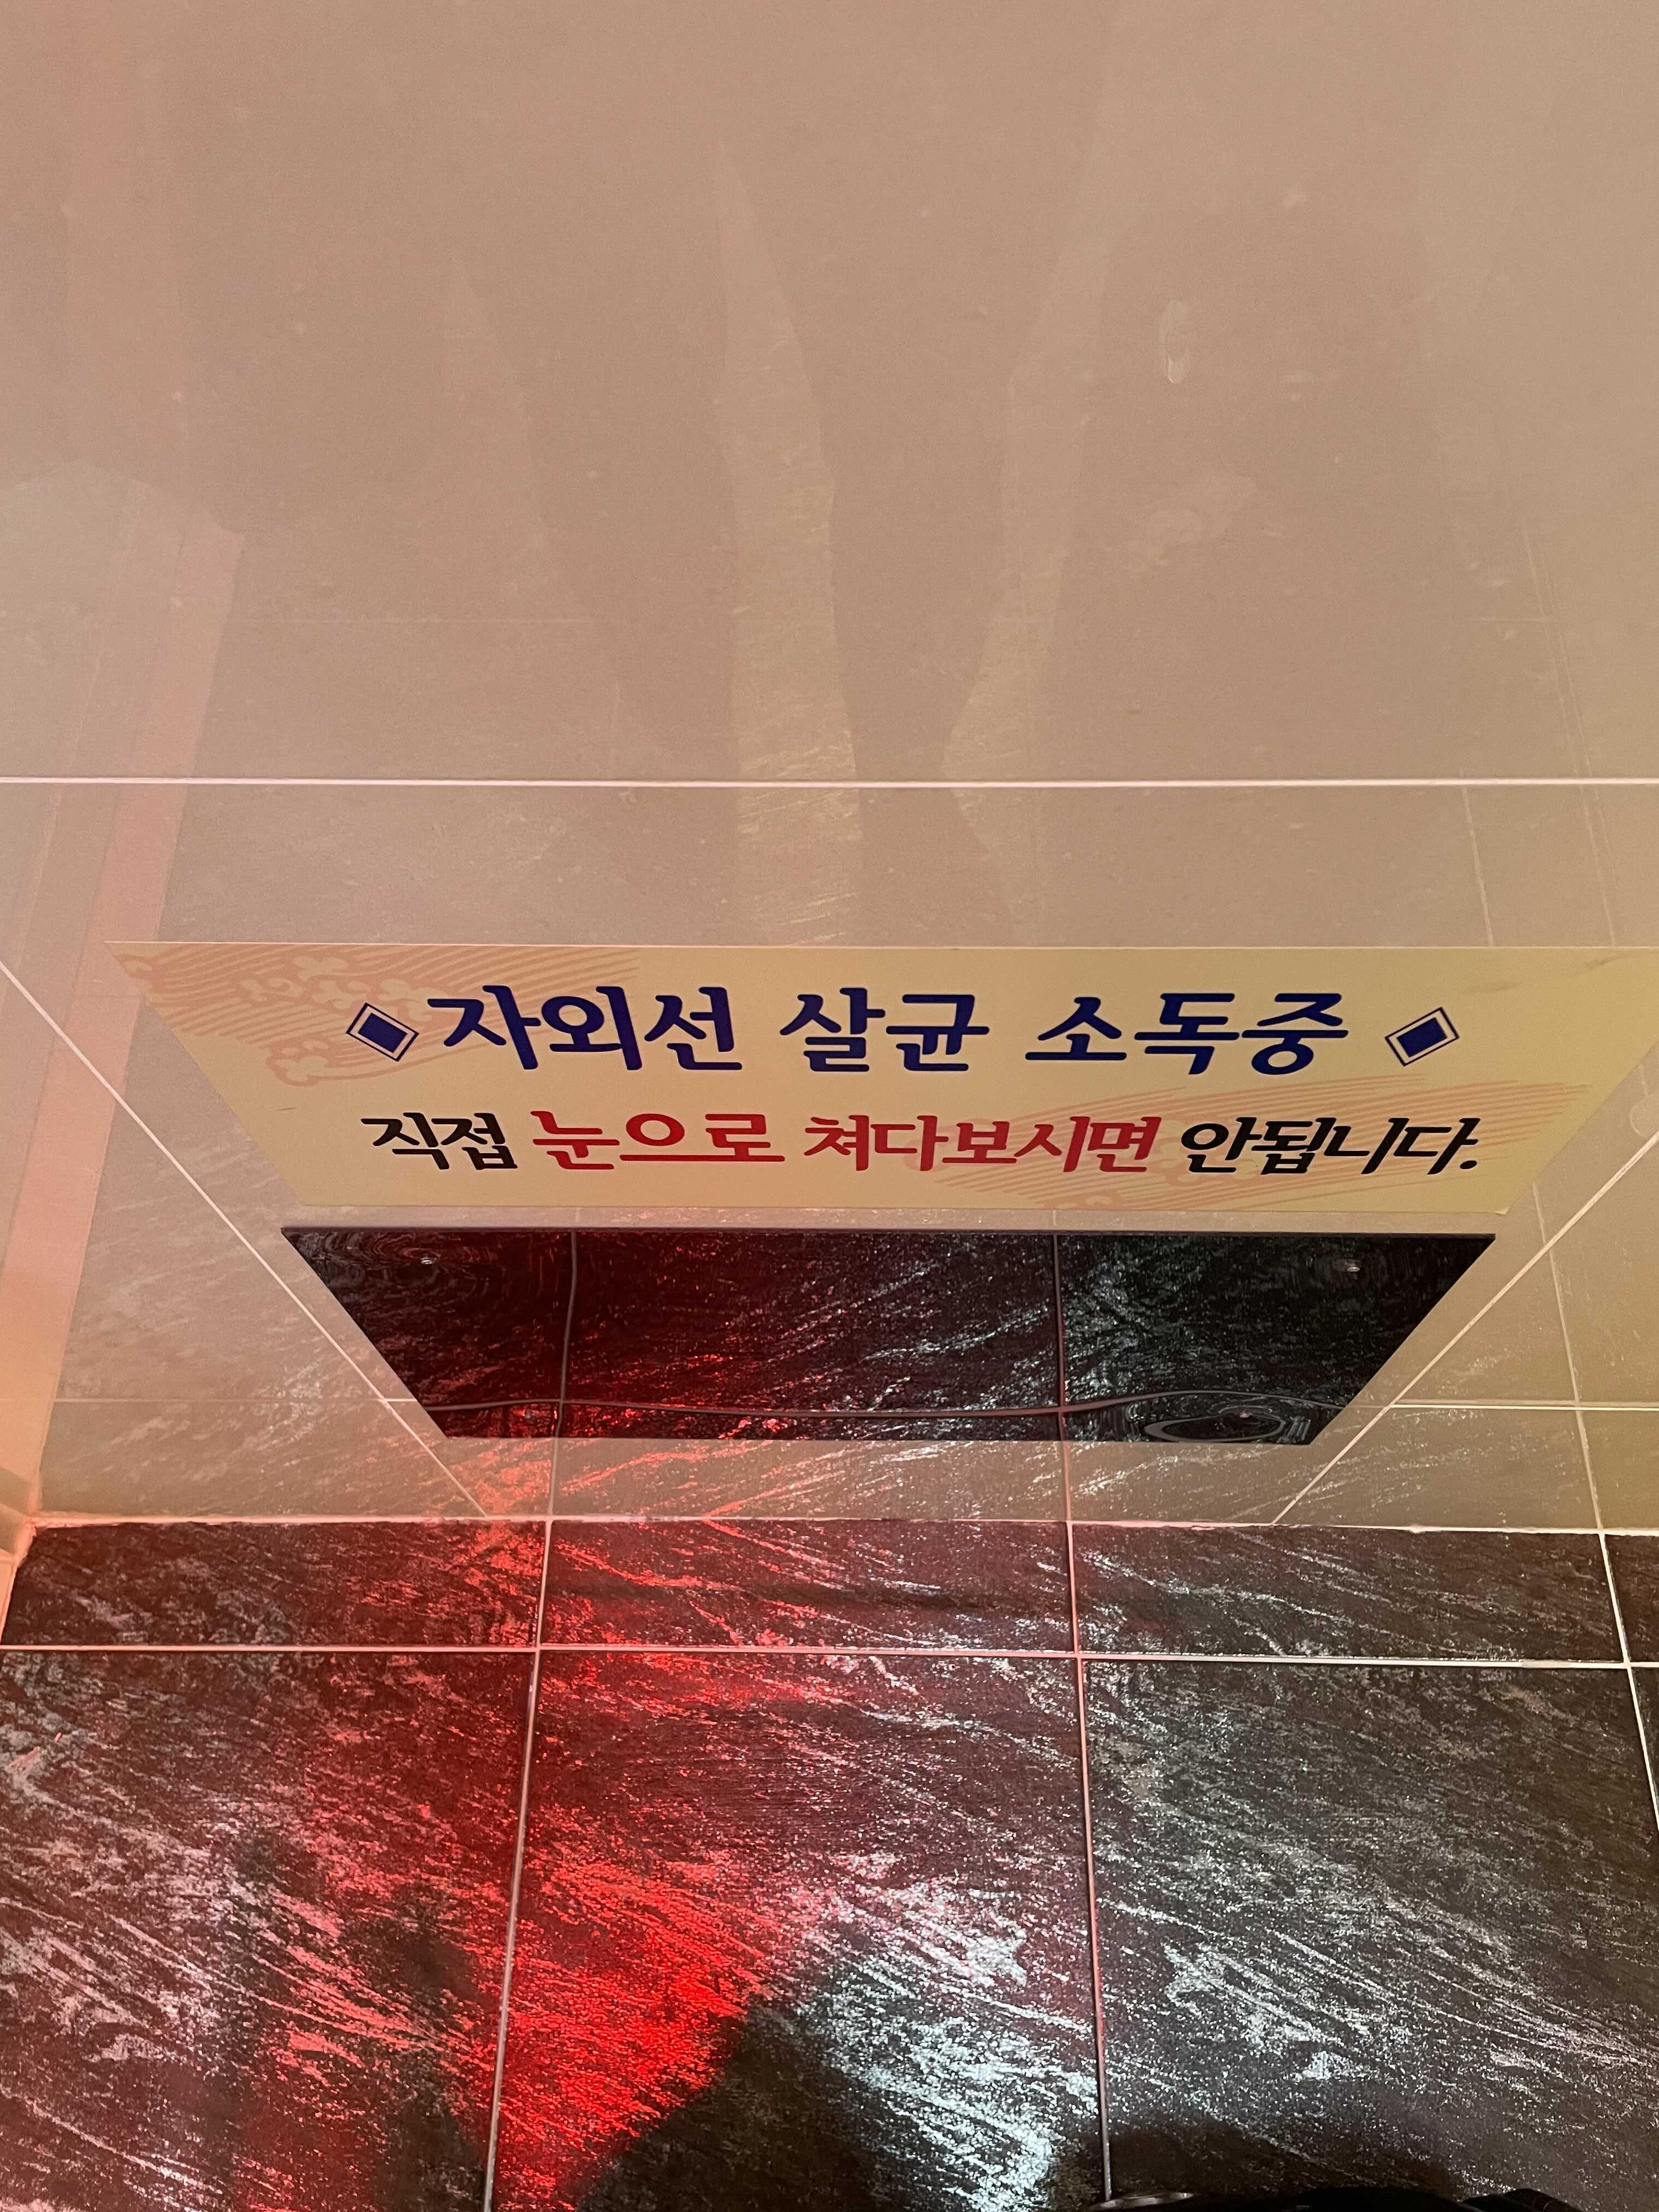 ◈자외선 살균 소독중◈
직접 눈으로 쳐다보시면 안됩니다.